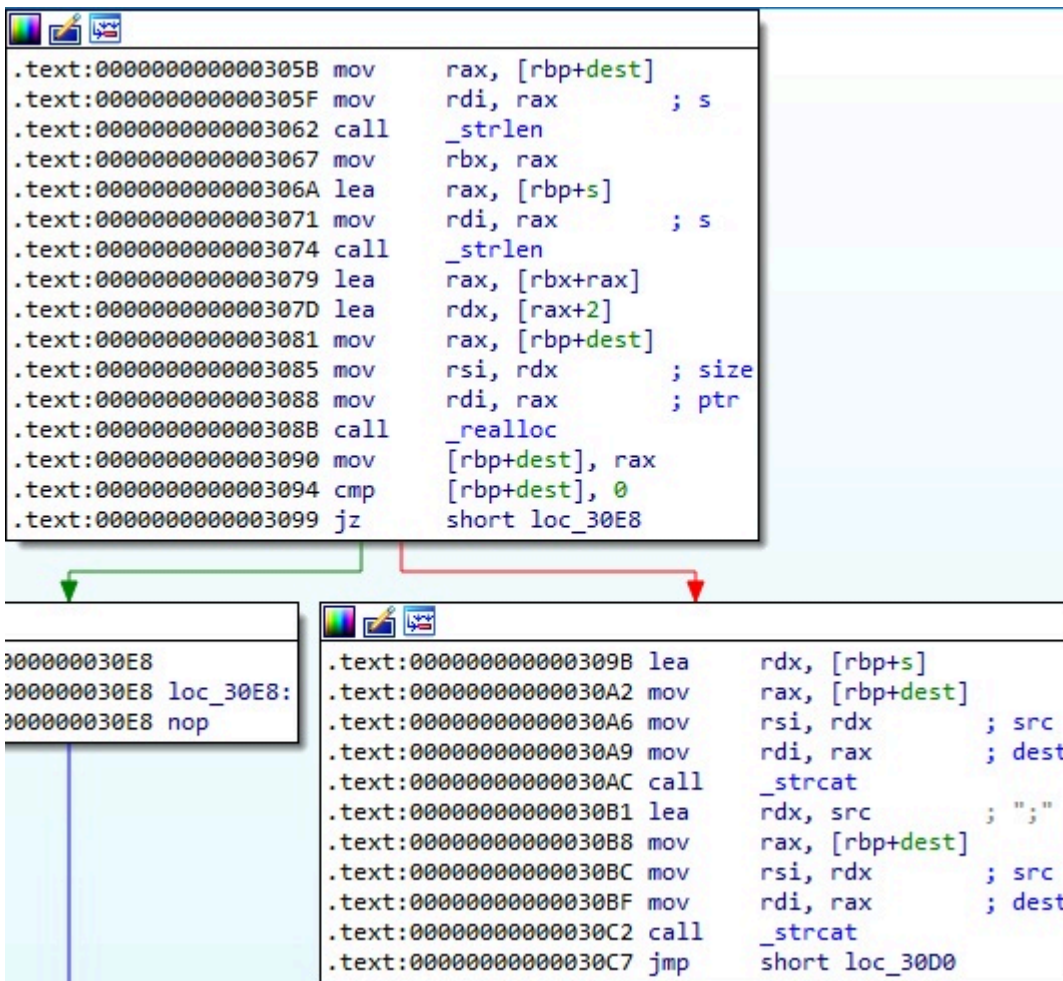 .text:000000000000305B mov rax, [rbp+dest]
.text:000000000000305F mov rdi, rax ; s
.text:0000000000003062 call _strlen
.text:0000000000003067 mov rbx, rax
.text:000000000000306A lea rax, [rbp+s]
.text:0000000000003071 mov rdi, rax ; s
.text:0000000000003074 call _strlen
.text:0000000000003079 lea rax, [rbx+rax]
.text:000000000000307D lea rdx, [rax+2]
.text:0000000000003081 mov rax, [rbp+dest]
.text:0000000000003085 mov rsi, rdx ; size
.text:0000000000003088 mov rdi, rax ; ptr
.text:000000000000308B call _realloc
.text:0000000000003090 mov [rbp+dest], rax
.text:0000000000003094 cmp [rbp+dest], 0
.text:0000000000003099 jz short loc_30E8
000000030E8
000000030E8 loc_30E8:
000000030E8 nop
.text:000000000000309B lea rdx, [rbp+s]
.text:00000000000030A2 mov rax, [rbp+dest]
.text:00000000000030A6 mov rsi, rdx ; src
.text:00000000000030A9 mov rdi, rax ; dest
.text:00000000000030AC call _strcat
.text:00000000000030B1 lea rdx, src ; ";"
.text:00000000000030B8 mov rax, [rbp+dest]
.text:00000000000030BC mov rsi, rdx ; src
.text:00000000000030BF mov rdi, rax ; dest
.text:00000000000030C2 call _strcat
.text:00000000000030C7 jmp short loc_30D0